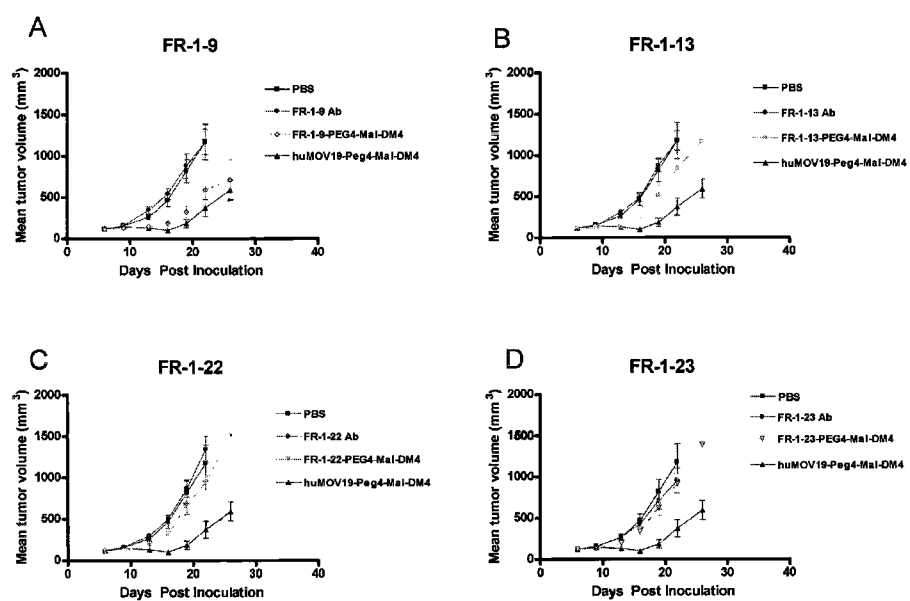 A
FR-1-9
Mean tumor volume (mm³)
2000
1500
1000
500
0
0 10 20 30 40
Days Post Inoculation
PBS
FR-1-9 Ab
FR-1-9-PEG4-Mal-DM4
huMOV19-Peg4-Mal-DM4
B
FR-1-13
Mean tumor volume (mm³)
2000
1500
1000
500
0
0 10 20 30 40
Days Post Inoculation
PBS
FR-1-13 Ab
FR-1-13-PEG4-Mal-DM4
huMOV19-Peg4-Mal-DM4
C
FR-1-22
Mean tumor volume (mm³)
2000
1500
1000
500
0
0 10 20 30 40
Days Post Inoculation
PBS
FR-1-22 Ab
FR-1-22-PEG4-Mal-DM4
huMOV19-Peg4-Mal-DM4
D
FR-1-23
Mean tumor volume (mm³)
2000
1500
1000
500
0
0 10 20 30 40
Days Post Inoculation
PBS
FR-1-23 Ab
FR-1-23-PEG4-Mal-DM4
huMOV19-Peg4-Mal-DM4